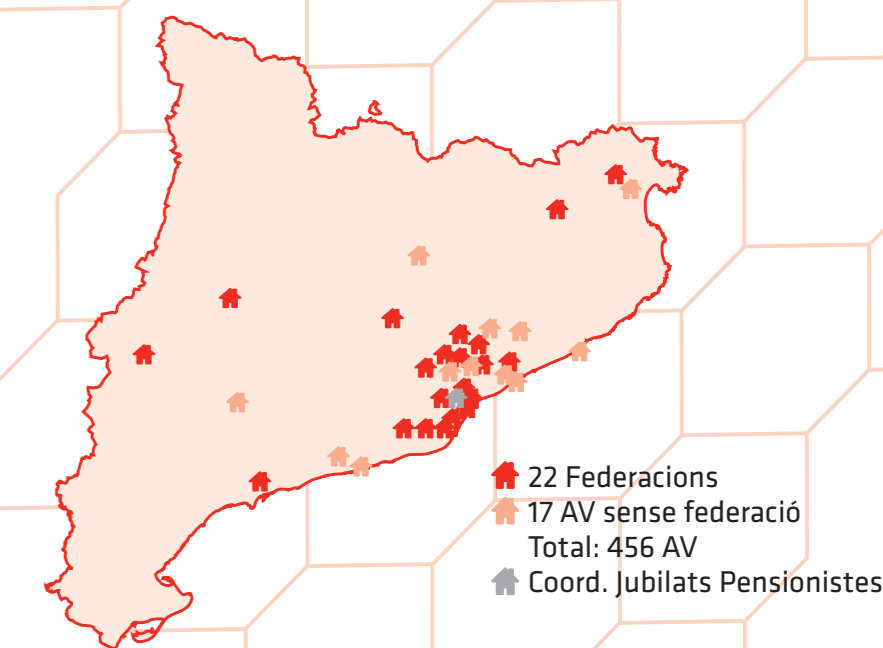 22 Federacions
17 AV sense federació
Total: 456 AV
Coord. Jubilats Pensionistes